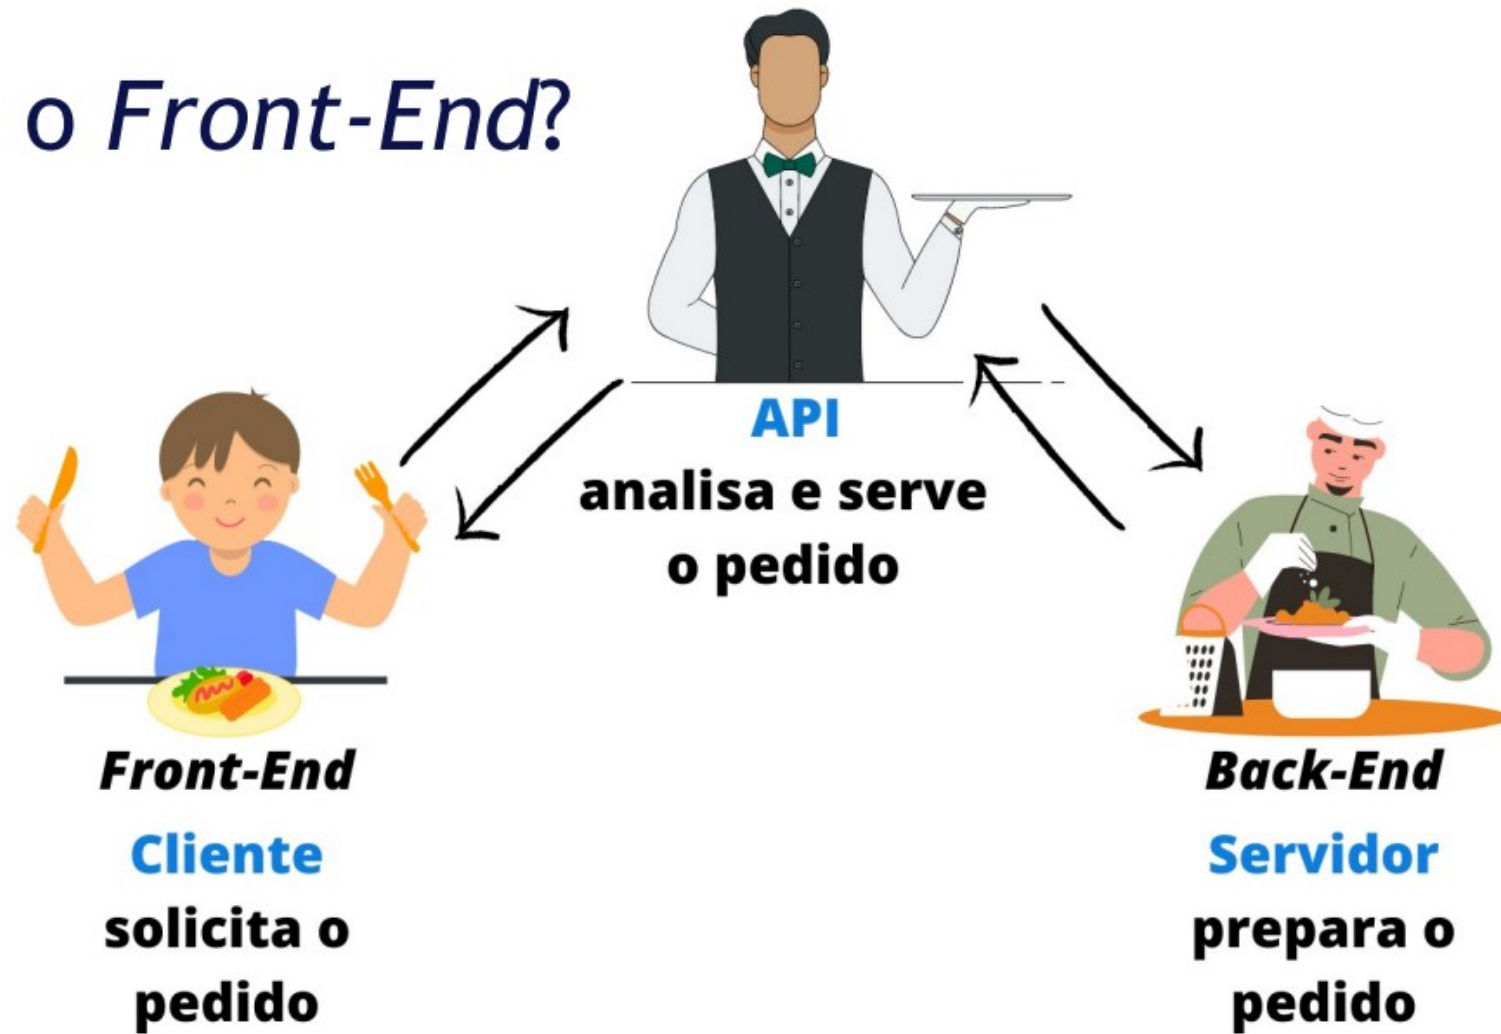 o Front-End?
API
analisa e serve
o pedido
Front-End
Cliente
solicita o
pedido
Back-End
Servidor
prepara o
pedido